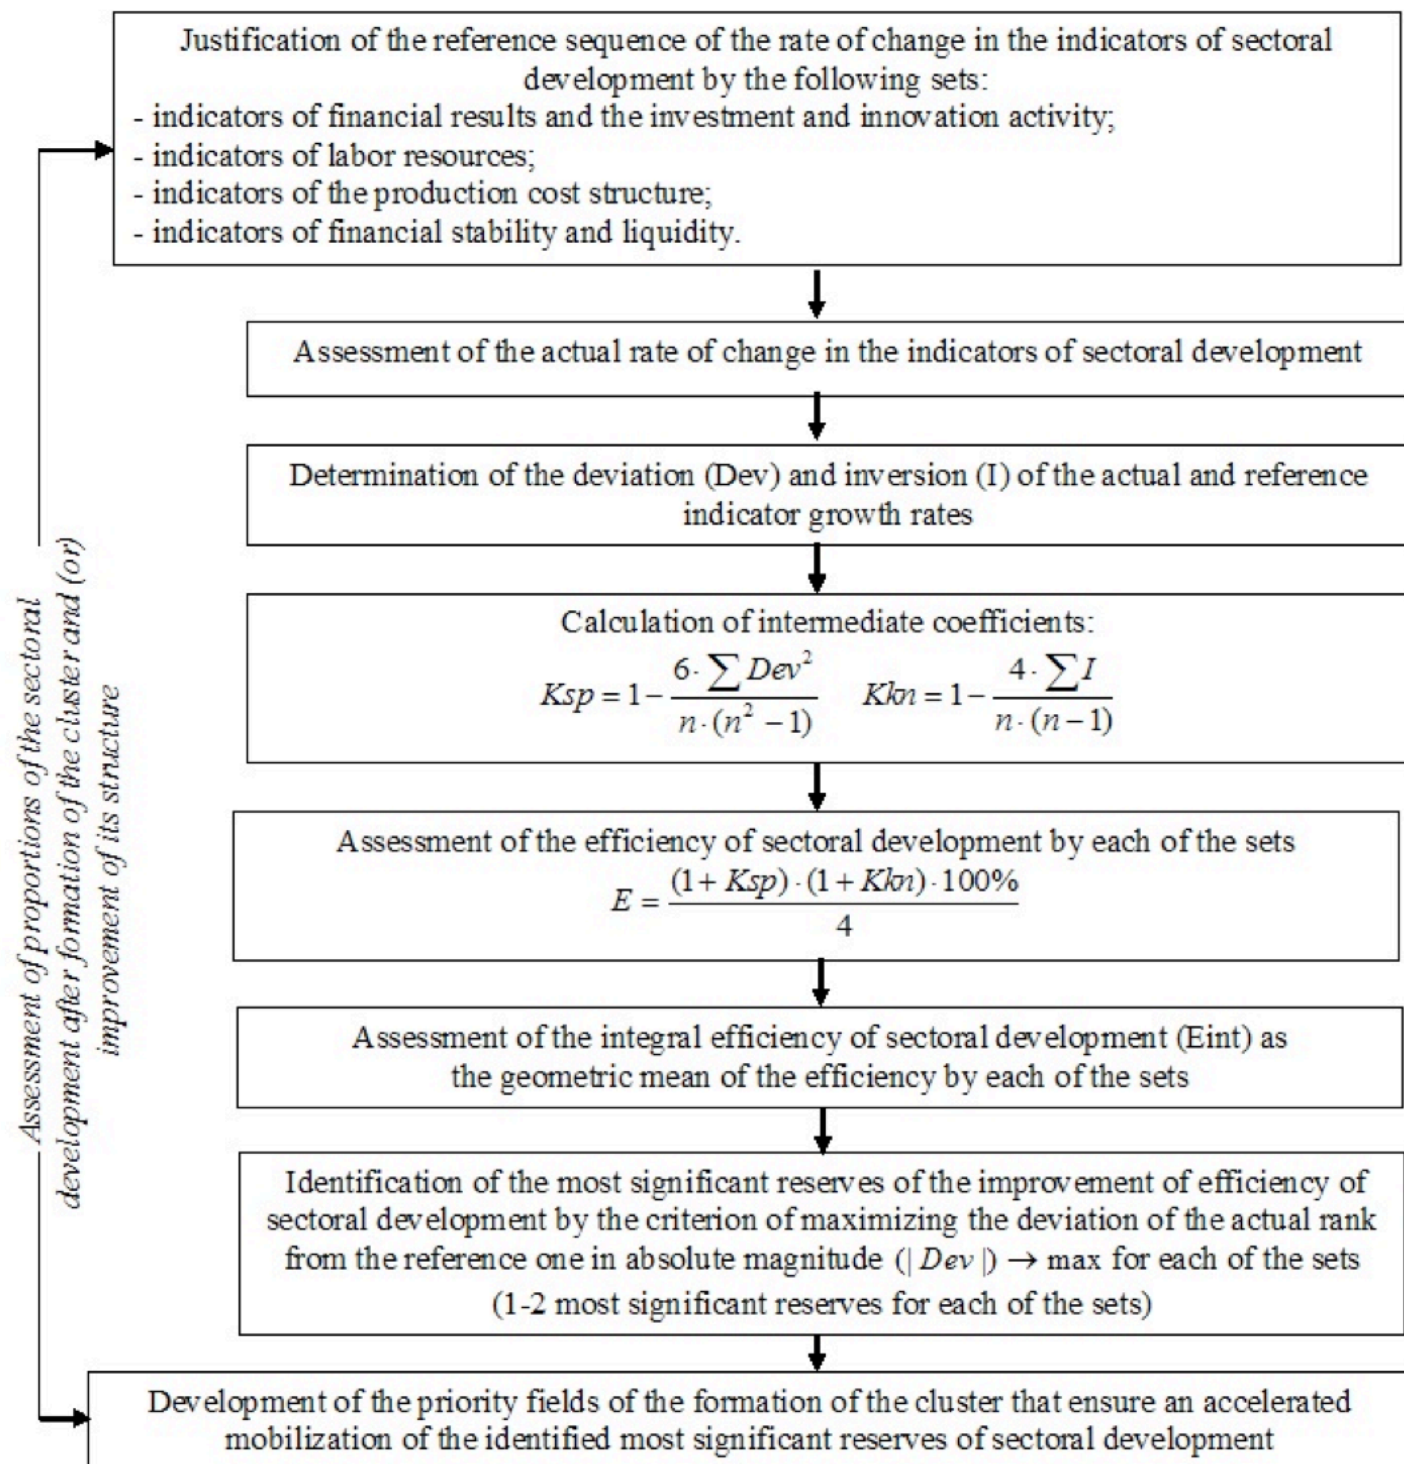 Justification of the reference sequence of the rate of change in the indicators of sectoral
development by the following sets:
- indicators of financial results and the investment and innovation activity;
- indicators of labor resources;
- indicators of the production cost structure;
- indicators of financial stability and liquidity.
Assessment of the actual rate of change in the indicators of sectoral development
Determination of the deviation (Dev) and inversion (I) of the actual and reference
indicator growth rates
Calculation of intermediate coefficients:
Ksp = 1 − 6·∑Dev² / n·(n² − 1)    Kkn = 1 − 4·∑I / n·(n − 1)
Assessment of the efficiency of sectoral development by each of the sets
E = (1 + Ksp)·(1 + Kkn)·100% / 4
Assessment of the integral efficiency of sectoral development (Eint) as
the geometric mean of the efficiency by each of the sets
Identification of the most significant reserves of the improvement of efficiency of
sectoral development by the criterion of maximizing the deviation of the actual rank
from the reference one in absolute magnitude (| Dev |) → max for each of the sets
(1-2 most significant reserves for each of the sets)
Development of the priority fields of the formation of the cluster that ensure an accelerated
mobilization of the identified most significant reserves of sectoral development
Assessment of proportions of the sectoral
development after formation of the cluster and (or)
improvement of its structure